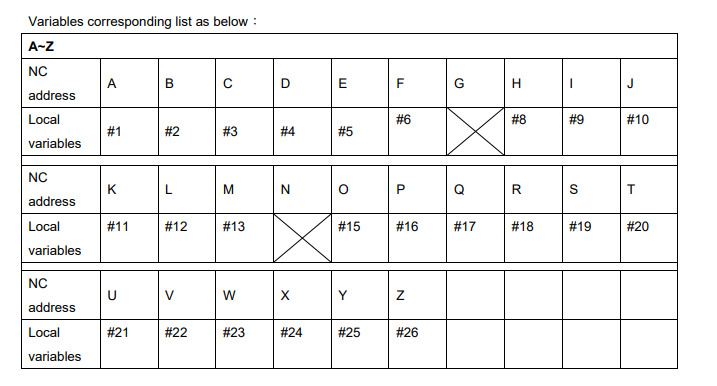 Variables corresponding list as below：
A~Z
NC address A B C D E F G H I J
Local variables #1 #2 #3 #4 #5 #6 #8 #9 #10
NC address K L M N O P Q R S T
Local variables #11 #12 #13 #15 #16 #17 #18 #19 #20
NC address U V W X Y Z
Local variables #21 #22 #23 #24 #25 #26